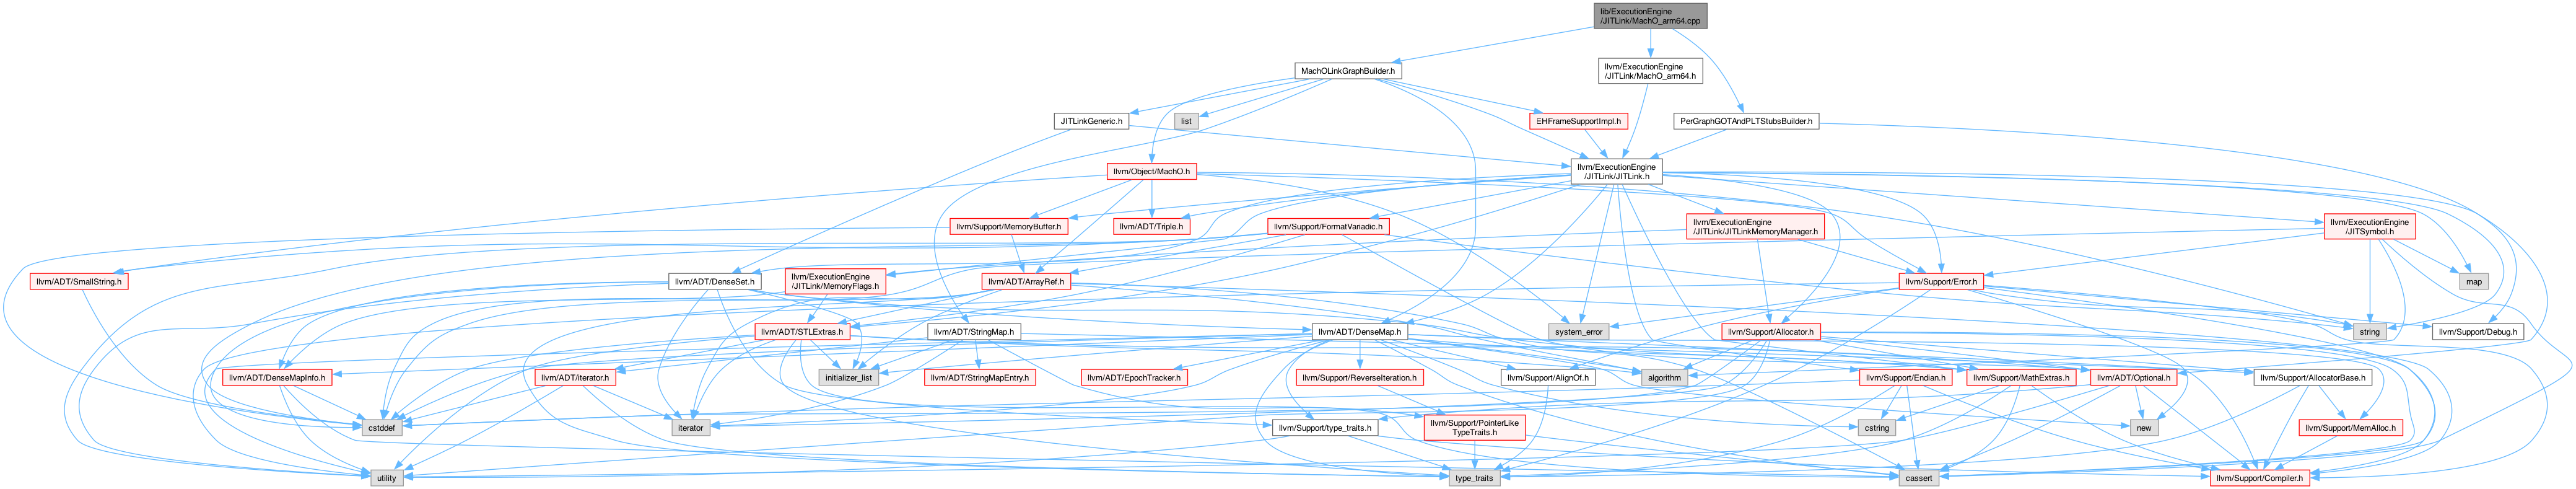 lib/ExecutionEngine
/JITLink/MachO_arm64.cpp
MachOLinkGraphBuilder.h
llvm/ExecutionEngine
/JITLink/MachO_arm64.h
JITLinkGeneric.h
list
EHFrameSupportImpl.h
PerGraphGOTAndPLTStubsBuilder.h
llvm/Object/MachO.h
llvm/ExecutionEngine
/JITLink/JITLink.h
llvm/Support/MemoryBuffer.h
llvm/ADT/Triple.h
llvm/Support/FormatVariadic.h
llvm/ExecutionEngine
/JITLink/JITLinkMemoryManager.h
llvm/ExecutionEngine
/JITSymbol.h
llvm/ADT/SmallString.h
llvm/ADT/DenseSet.h
llvm/ExecutionEngine
/JITLink/MemoryFlags.h
llvm/ADT/ArrayRef.h
llvm/Support/Error.h
map
llvm/ADT/STLExtras.h
llvm/ADT/StringMap.h
llvm/ADT/DenseMap.h
system_error
llvm/Support/Allocator.h
string
llvm/Support/Debug.h
llvm/ADT/DenseMapInfo.h
llvm/ADT/iterator.h
initializer_list
llvm/ADT/StringMapEntry.h
llvm/ADT/EpochTracker.h
llvm/Support/ReverseIteration.h
llvm/Support/AlignOf.h
algorithm
llvm/Support/Endian.h
llvm/Support/MathExtras.h
llvm/ADT/Optional.h
llvm/Support/AllocatorBase.h
cstddef
iterator
llvm/Support/type_traits.h
llvm/Support/PointerLike
TypeTraits.h
cstring
new
llvm/Support/MemAlloc.h
utility
type_traits
cassert
llvm/Support/Compiler.h